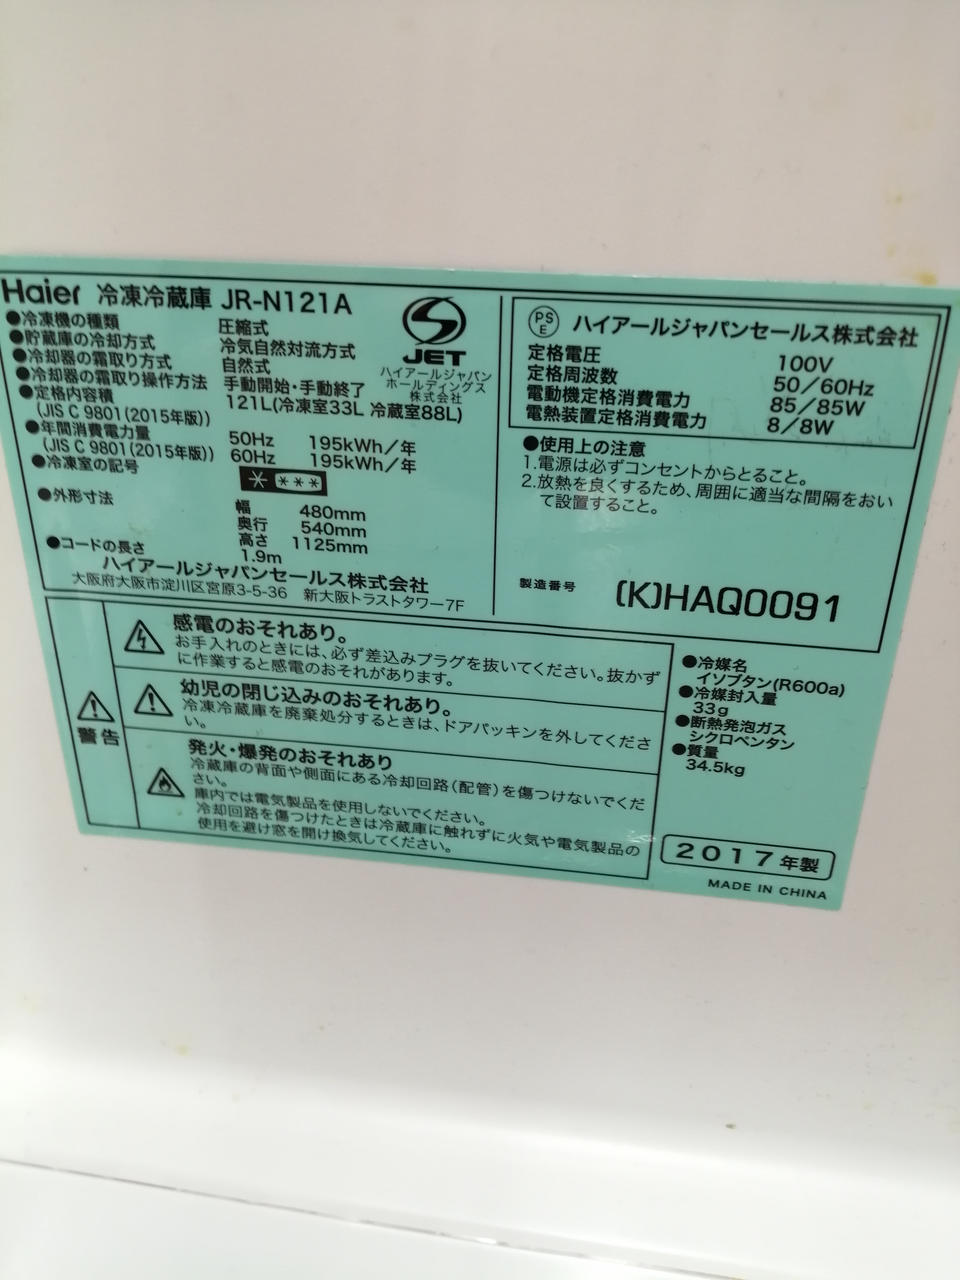 Haier 冷凍冷蔵庫 JR-N121A
●冷凍機の種類 圧縮式
●貯蔵庫の冷却方式 冷気自然対流方式
●冷却器の霜取り方式 自然式
●冷却器の霜取り操作方法 手動開始・手動終了
●定格内容積 121L(冷凍室33L 冷蔵室88L)
(JIS C 9801(2015年版))
●年間消費電力量 50Hz 195kWh/年
(JIS C 9801(2015年版)) 60Hz 195kWh/年
●冷凍室の記号 * ***
●外形寸法 幅 480mm
奥行 540mm
高さ 1125mm
●コードの長さ 1.9m
ハイアールジャパンセールス株式会社
大阪府大阪市淀川区宮原3-5-36 新大阪トラストタワー7F
JET
ハイアールジャパン
ホールディングス
株式会社
PS
E
ハイアールジャパンセールス株式会社
定格電圧 100V
定格周波数 50/60Hz
電動機定格消費電力 85/85W
電熱装置定格消費電力 8/8W
●使用上の注意
1.電源は必ずコンセントからとること。
2.放熱を良くするため、周囲に適当な間隔をおい
て設置すること。
製造番号 (K)HAQ0091
警告
感電のおそれあり。
お手入れのときには、必ず差込みプラグを抜いてください。抜かず
に作業すると感電のおそれがあります。
幼児の閉じ込みのおそれあり。
冷凍冷蔵庫を廃棄処分するときは、ドアパッキンを外してくださ
い。
発火・爆発のおそれあり
冷蔵庫の背面や側面にある冷却回路(配管)を傷つけないでくだ
さい。
庫内では電気製品を使用しないでください。
冷却回路を傷つけたときは冷蔵庫に触れずに火気や電気製品の
使用を避け窓を開け換気してください。
●冷媒名
イソブタン(R600a)
●冷媒封入量
33g
●断熱発泡ガス
シクロペンタン
●質量
34.5kg
2017年製
MADE IN CHINA